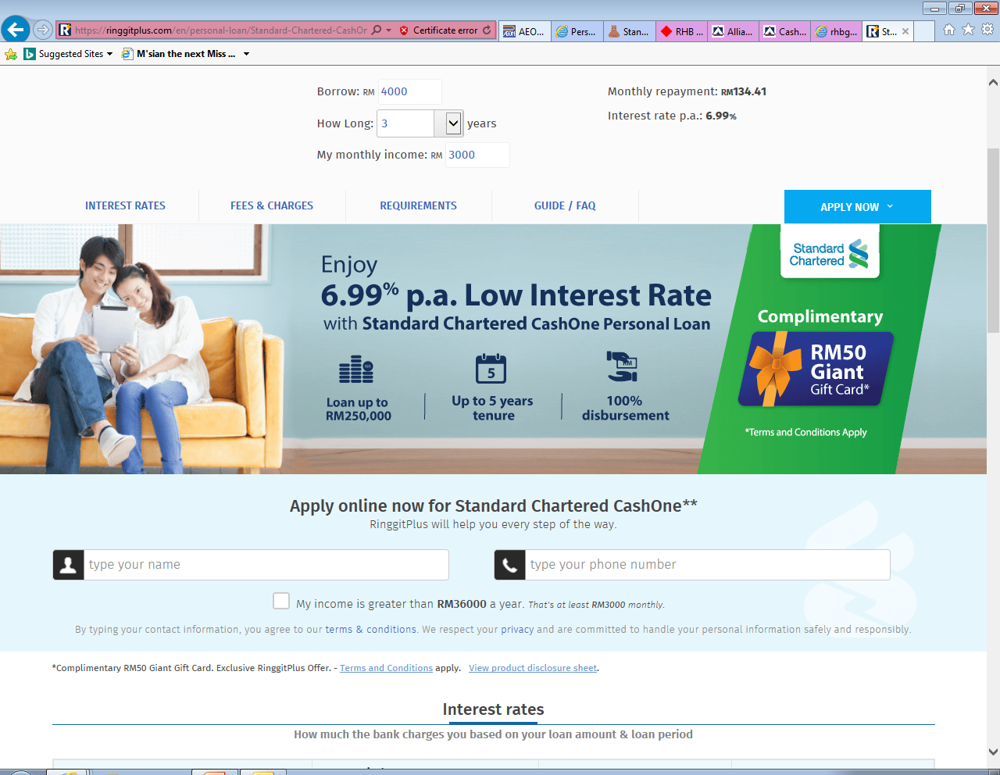 https://ringgitplus.com/en/personal-loan/Standard-Chartered-CashOr
Certificate error
AEO...
Pers...
Stan...
RHB ...
Allia...
Cash...
rhbg...
St...
Suggested Sites
M'sian the next Miss ...
Borrow: RM 4000
Monthly repayment: RM134.41
How Long: 3 years
Interest rate p.a.: 6.99%
My monthly income: RM 3000
INTEREST RATES
FEES & CHARGES
REQUIREMENTS
GUIDE / FAQ
APPLY NOW
Enjoy
6.99% p.a. Low Interest Rate
with Standard Chartered CashOne Personal Loan
RM
Loan up to
RM250,000
5
Up to 5 years
tenure
RM
100%
disbursement
Standard
Chartered
Complimentary
RM50
Giant
Gift Card*
*Terms and Conditions Apply
Apply online now for Standard Chartered CashOne**
RinggitPlus will help you every step of the way.
type your name
type your phone number
My income is greater than RM36000 a year. That's at least RM3000 monthly.
By typing your contact information, you agree to our terms & conditions. We respect your privacy and are committed to handle your personal information safely and responsibly.
*Complimentary RM50 Giant Gift Card. Exclusive RinggitPlus Offer. - Terms and Conditions apply. View product disclosure sheet.
Interest rates
How much the bank charges you based on your loan amount & loan period